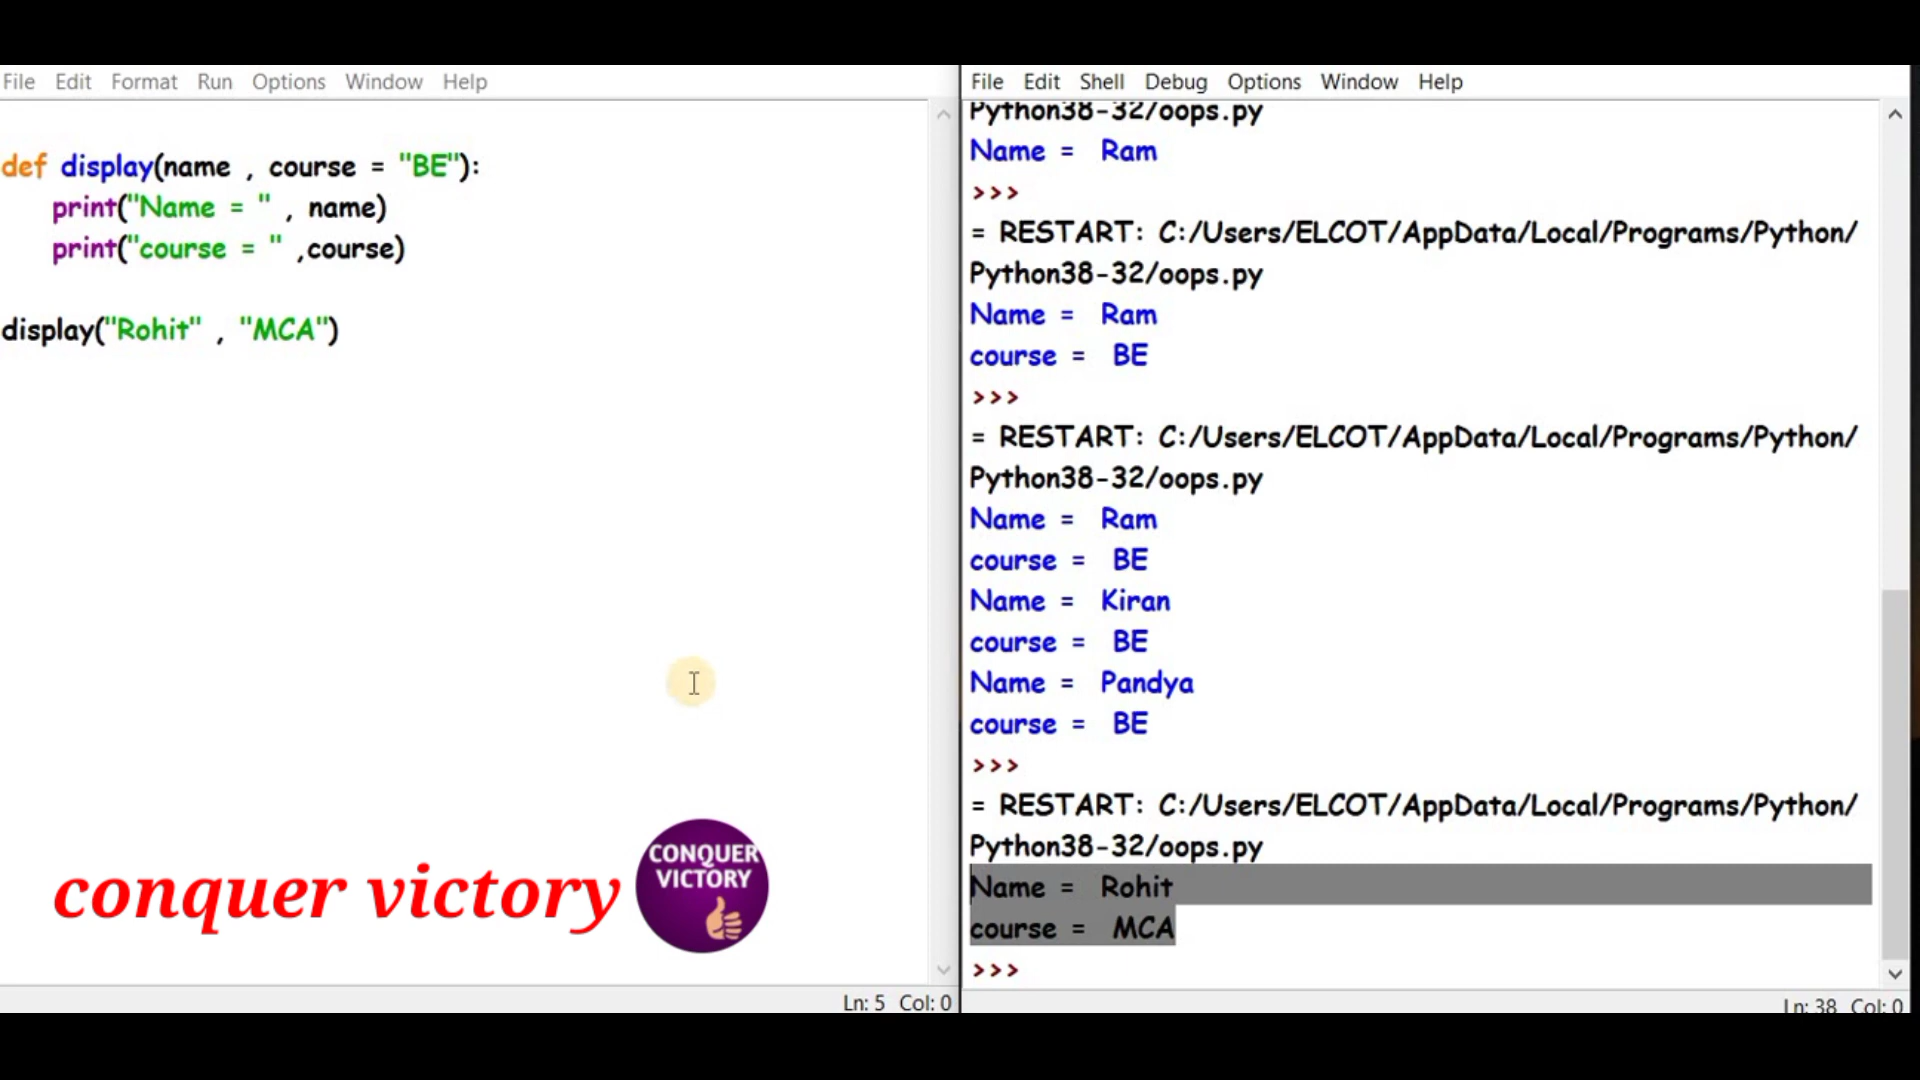 File Edit Format Run Options Window Help
def display(name , course = "BE"):
print("Name = " , name)
print("course = " ,course)
display("Rohit" , "MCA")
conquer victory
CONQUER
VICTORY
Ln: 5 Col: 0
File Edit Shell Debug Options Window Help
Python38-32/oops.py
Name = Ram
>>>
= RESTART: C:/Users/ELCOT/AppData/Local/Programs/Python/
Python38-32/oops.py
Name = Ram
course = BE
>>>
= RESTART: C:/Users/ELCOT/AppData/Local/Programs/Python/
Python38-32/oops.py
Name = Ram
course = BE
Name = Kiran
course = BE
Name = Pandya
course = BE
>>>
= RESTART: C:/Users/ELCOT/AppData/Local/Programs/Python/
Python38-32/oops.py
Name = Rohit
course = MCA
>>>
Ln: 38 Col: 0